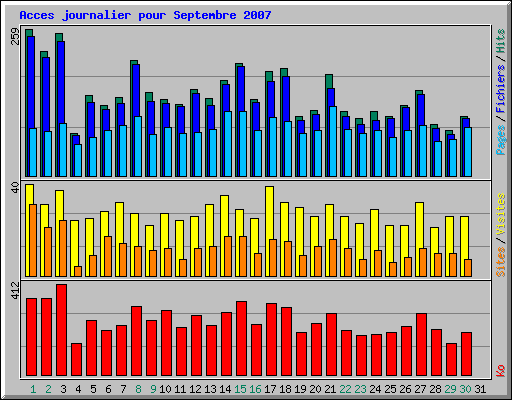 Acces journalier pour Septembre 2007
259
Pages / Fichiers / Hits
40
Sites / Visites
412
Ko
1 2 3 4 5 6 7 8 9 10 11 12 13 14 15 16 17 18 19 20 21 22 23 24 25 26 27 28 29 30 31